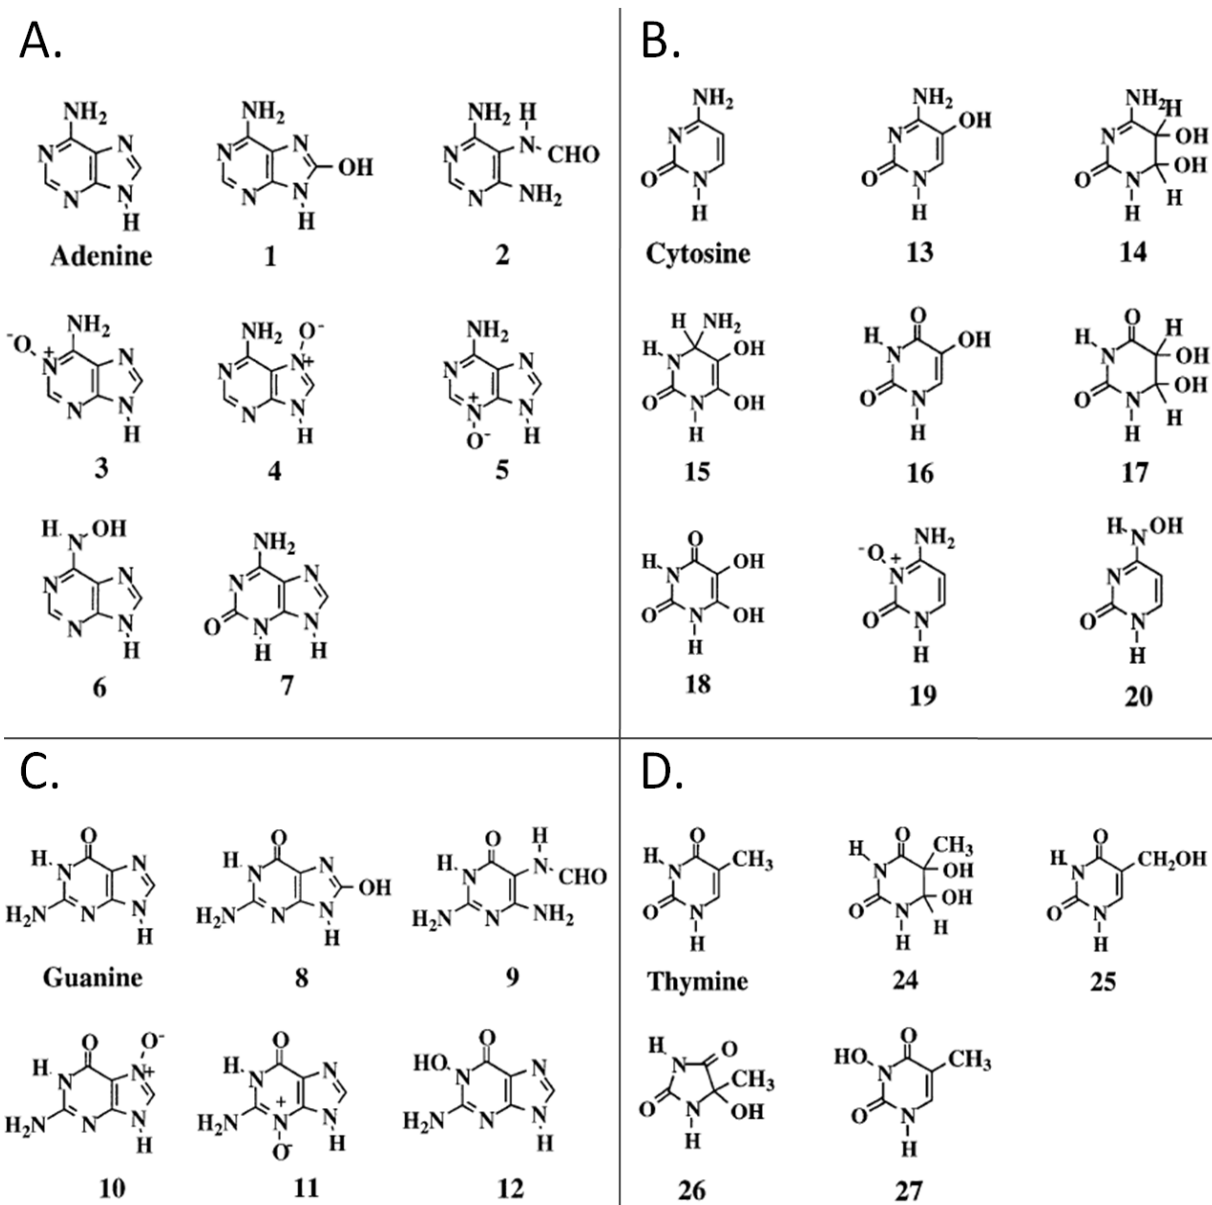 A.
NH2 N N N N H
Adenine
NH2 N N N N H OH
1
NH2 H N CHO N N NH2
2
-O N+ NH2 N N N H
3
NH2 O- N N+ N N H
4
NH2 N N N+ O- N H
5
H N OH N N N N H
6
NH2 N N O N H N H
7
B.
NH2 N O N H
Cytosine
NH2 OH N O N H
13
NH2 H OH N OH O N H H
14
H NH2 H N OH O N OH H
15
O H N OH O N H
16
O H H N OH OH O N H H
17
O H N OH O N OH H
18
-O N+ NH2 O N H
19
H N OH N O N H
20
C.
O H N N H2N N N H
Guanine
O H N N OH H2N N N H
8
O H N H N CHO H2N N NH2
9
O O- H N N+ H2N N N H
10
O H N N H2N N+ O- N H
11
O HO N N H2N N N H
12
D.
O H N CH3 O N H
Thymine
O H N CH3 OH OH O N H H
24
O H N CH2OH O N H
25
H N O CH3 O N OH H
26
O HO N CH3 O N H
27